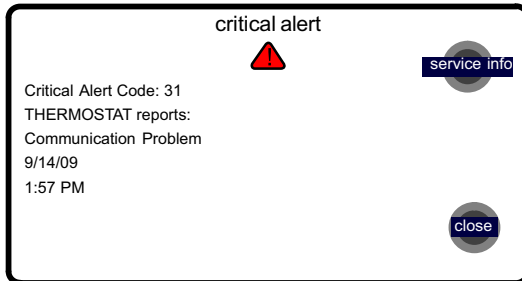 critical alert
service info
Critical Alert Code: 31
THERMOSTAT reports:
Communication Problem
9/14/09
1:57 PM
close